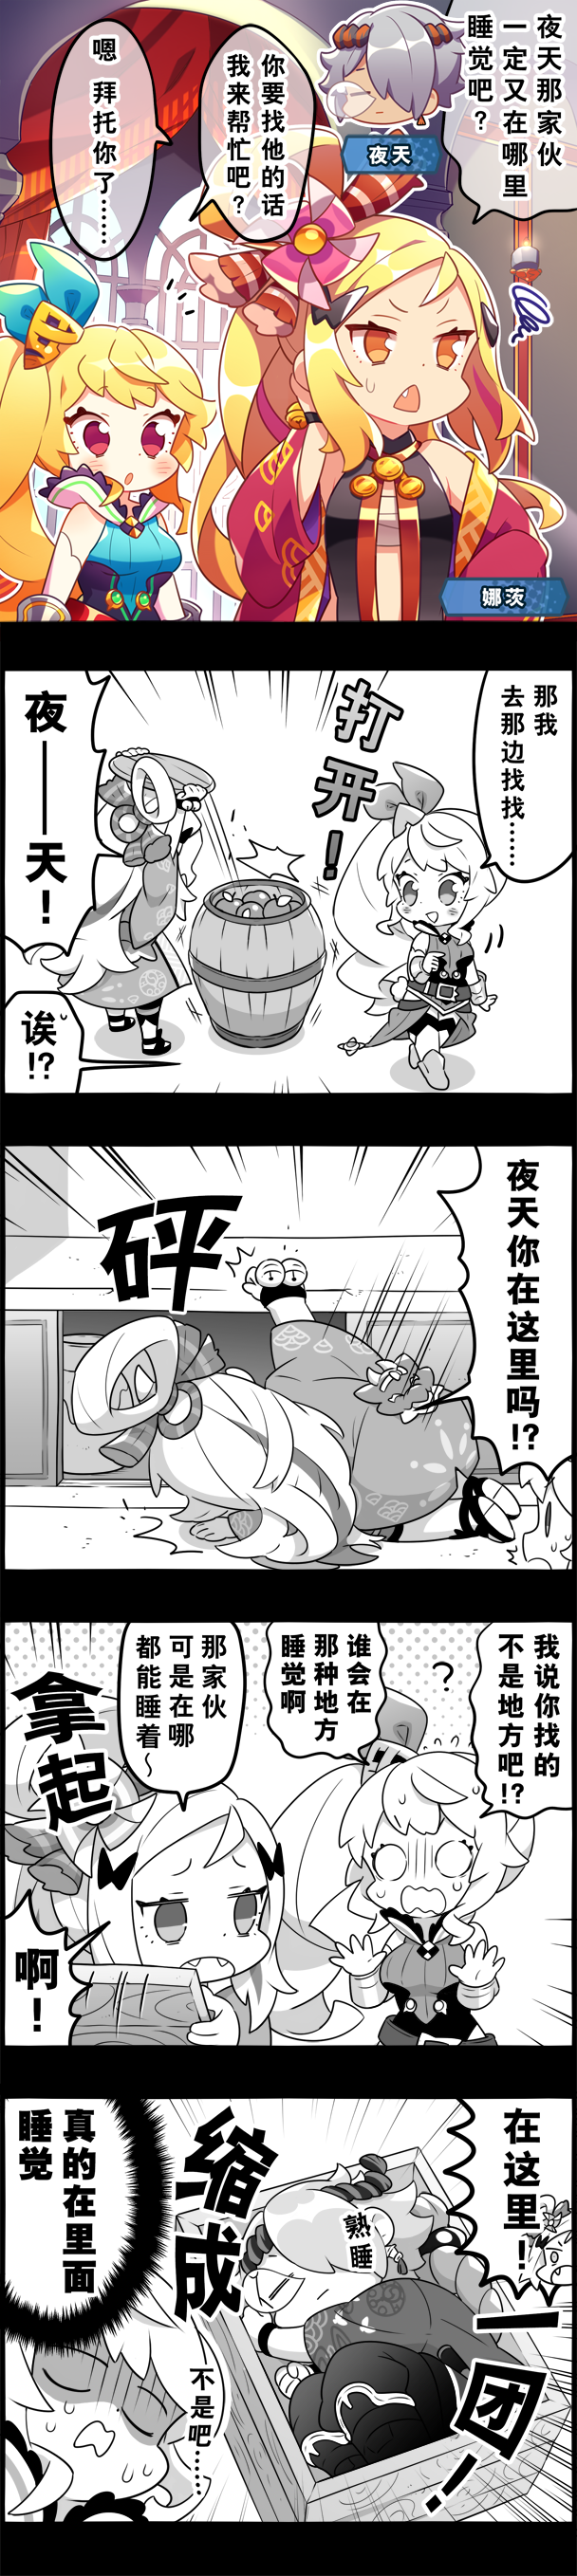 夜天那家伙
一定又在哪里
睡觉吧？
夜天
你要找他的话
我来帮忙吧？
嗯 拜托你了……
娜茨
那我
去那边找找……
打开！
夜——天！
诶!?
夜天你在这里吗!?
砰
我说你找的
不是地方吧!?
?
谁会在
那种地方
睡觉啊
那家伙
可是在哪
都能睡着~
拿起
啊！
在这里！
熟睡
缩成
一团！
真的在里面
睡觉
不是吧……